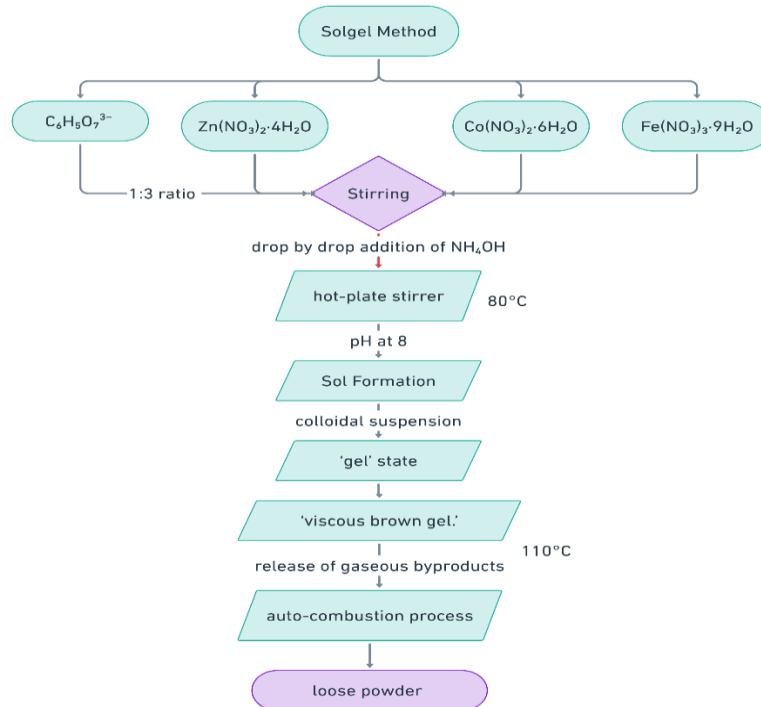 Solgel Method
C₆H₅O₇³⁻
Zn(NO₃)₂·4H₂O
Co(NO₃)₂·6H₂O
Fe(NO₃)₃·9H₂O
1:3 ratio
Stirring
drop by drop addition of NH₄OH
hot-plate stirrer
80°C
pH at 8
Sol Formation
colloidal suspension
‘gel’ state
‘viscous brown gel.’
110°C
release of gaseous byproducts
auto-combustion process
loose powder